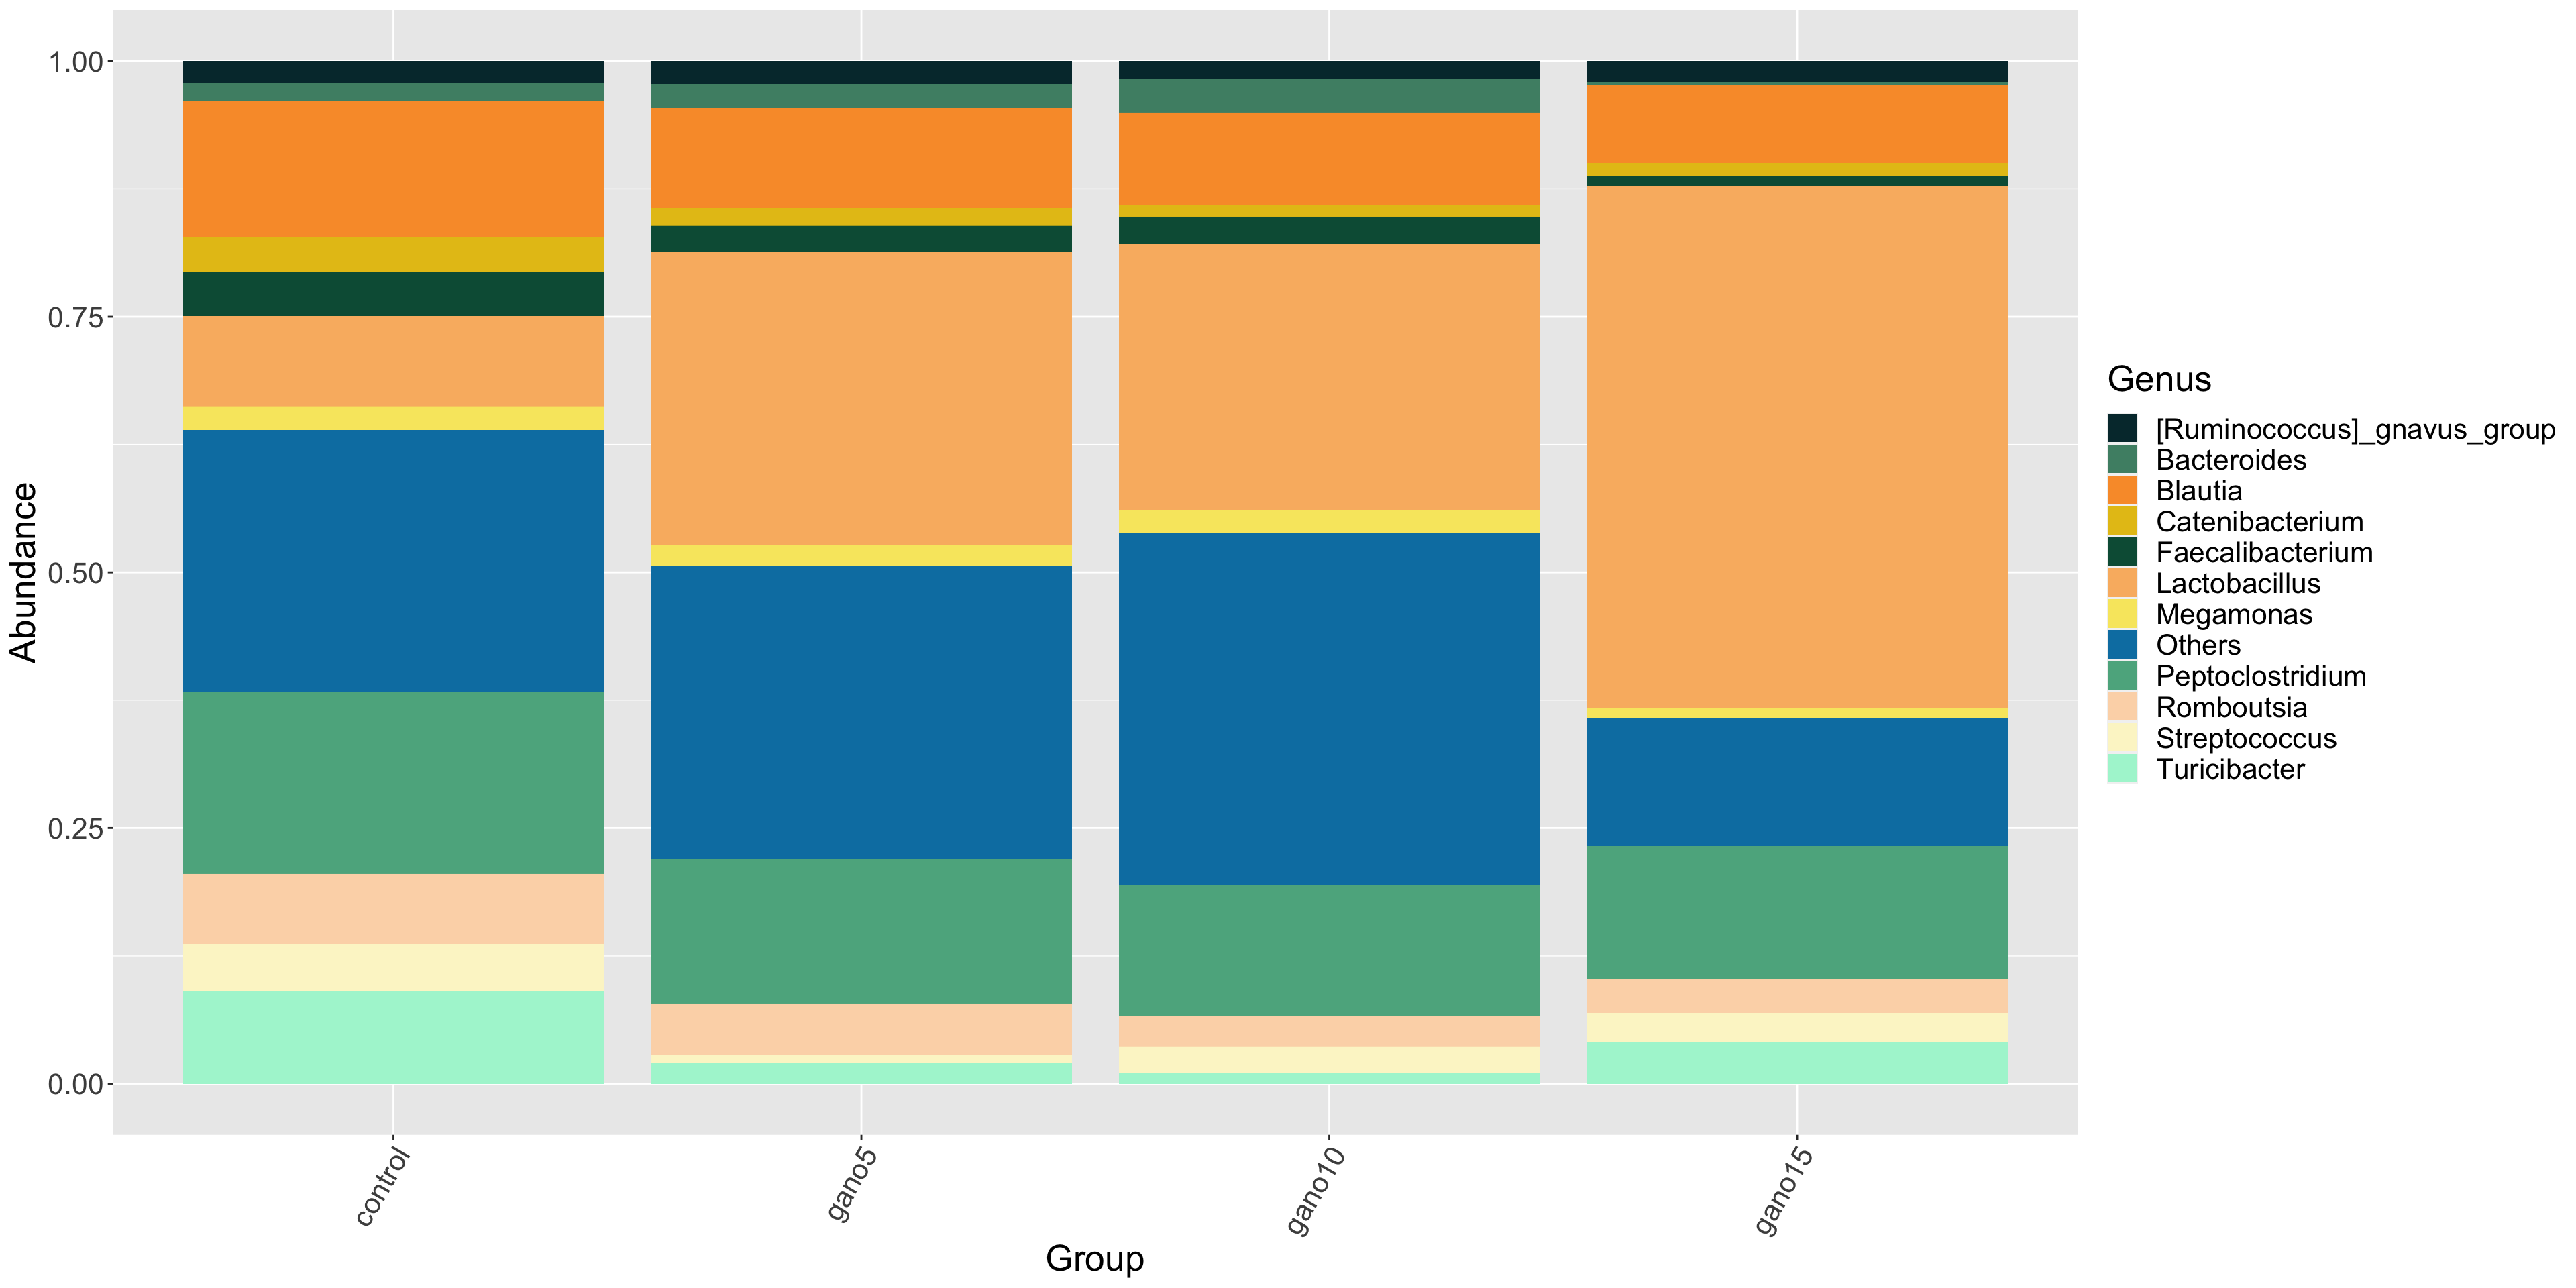 1.00
0.75
0.50
0.25
0.00
Abundance
control
gano5
gano10
gano15
Group
Genus
[Ruminococcus]_gnavus_group
Bacteroides
Blautia
Catenibacterium
Faecalibacterium
Lactobacillus
Megamonas
Others
Peptoclostridium
Romboutsia
Streptococcus
Turicibacter